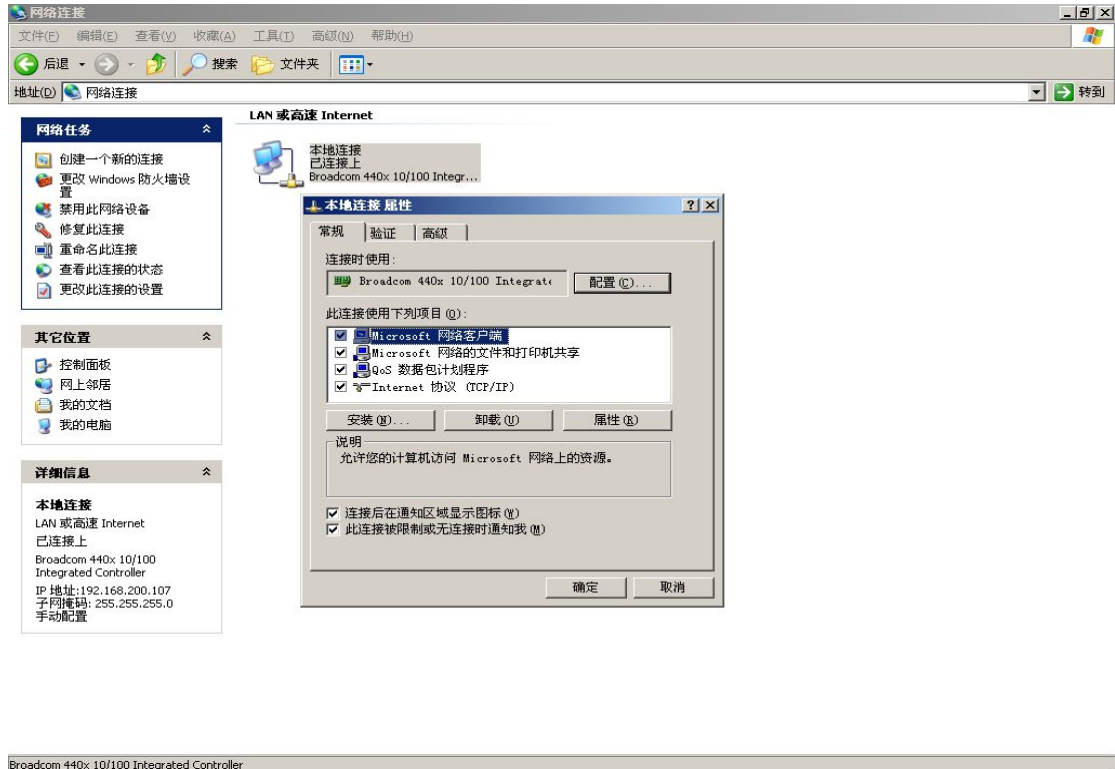 网络连接
文件(F) 编辑(E) 查看(V) 收藏(A) 工具(T) 高级(N) 帮助(H)
后退 搜索 文件夹
地址(D) 网络连接 转到
网络任务
创建一个新的连接
更改 Windows 防火墙设
置
禁用此网络设备
修复此连接
重命名此连接
查看此连接的状态
更改此连接的设置
其它位置
控制面板
网上邻居
我的文档
我的电脑
详细信息
本地连接
LAN 或高速 Internet
已连接上
Broadcom 440x 10/100
Integrated Controller
IP 地址:192.168.200.107
子网掩码: 255.255.255.0
手动配置
LAN 或高速 Internet
本地连接
已连接上
Broadcom 440x 10/100 Integr...
本地连接 属性
常规 验证 高级
连接时使用:
Broadcom 440x 10/100 Integrate 配置(C)...
此连接使用下列项目(O):
Microsoft 网络客户端
Microsoft 网络的文件和打印机共享
QoS 数据包计划程序
Internet 协议 (TCP/IP)
安装(N)... 卸载(U) 属性(R)
说明
允许您的计算机访问 Microsoft 网络上的资源。
连接后在通知区域显示图标(W)
此连接被限制或无连接时通知我(M)
确定 取消
Broadcom 440x 10/100 Integrated Controller